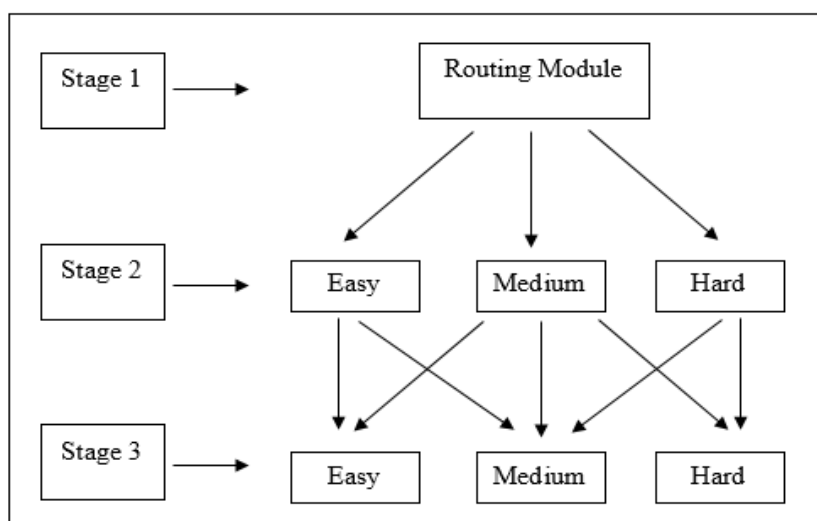 Stage 1
Routing Module
Stage 2
Easy
Medium
Hard
Stage 3
Easy
Medium
Hard